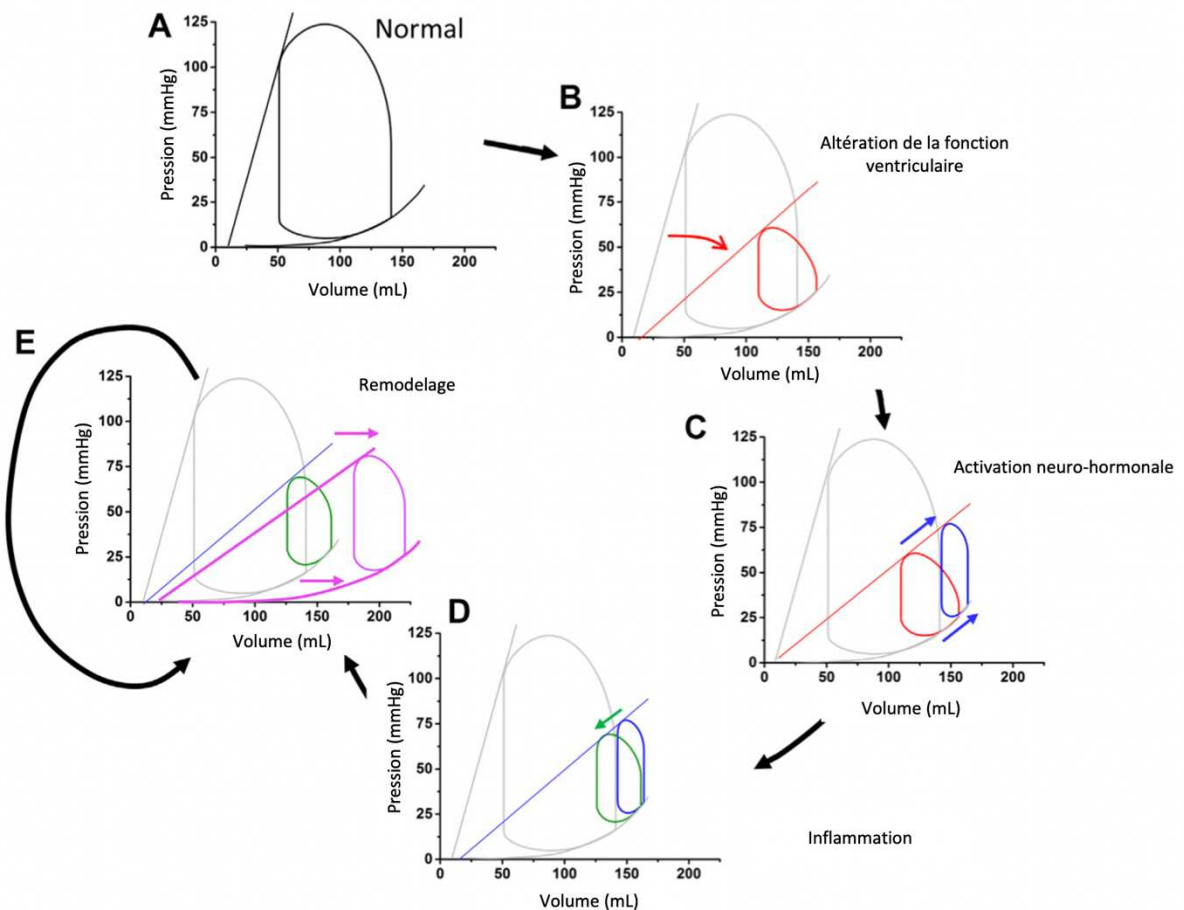 A
Normal
125
100
75
50
25
0
Pression (mmHg)
0 50 100 150 200
Volume (mL)
B
Altération de la fonction
ventriculaire
125
100
75
50
25
0
Pression (mmHg)
0 50 100 150 200
Volume (mL)
C
Activation neuro-hormonale
125
100
75
50
25
0
Pression (mmHg)
0 50 100 150 200
Volume (mL)
D
125
100
75
50
25
0
Pression (mmHg)
0 50 100 150 200
Volume (mL)
Inflammation
E
Remodelage
125
100
75
50
25
0
Pression (mmHg)
0 50 100 150 200
Volume (mL)